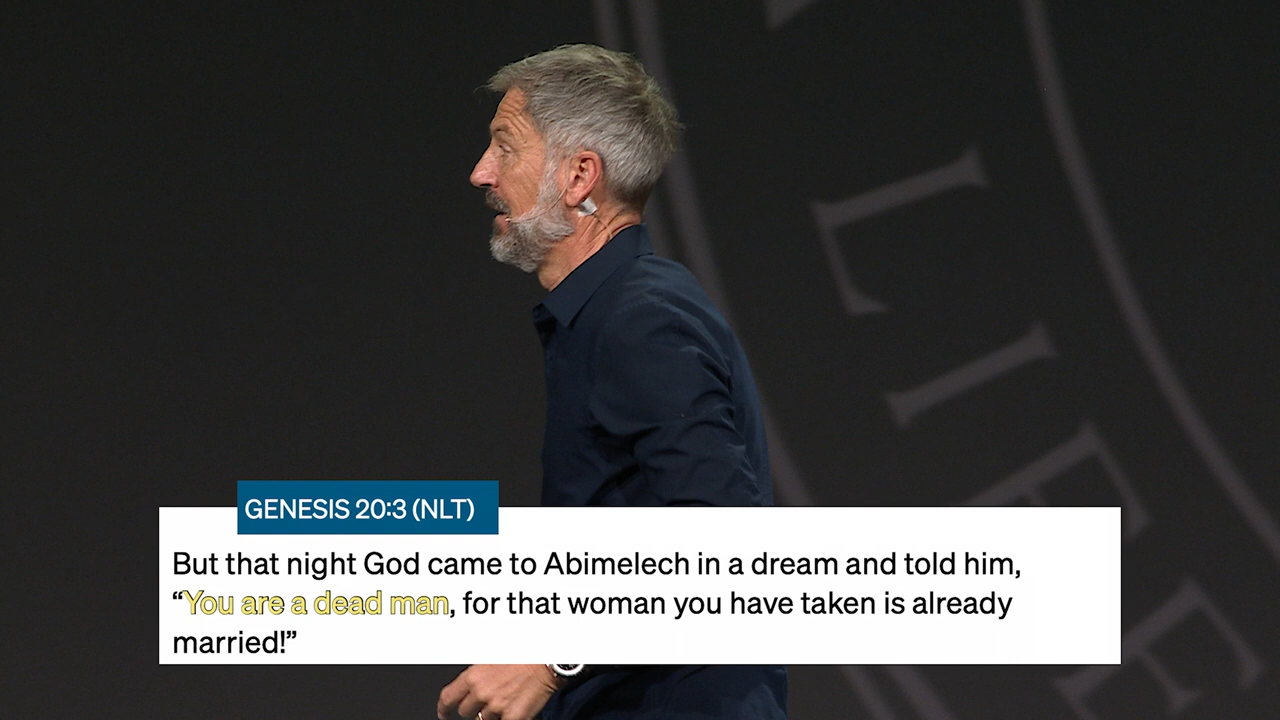 LIFE
GENESIS 20:3 (NLT)
But that night God came to Abimelech in a dream and told him,
“You are a dead man, for that woman you have taken is already
married!”